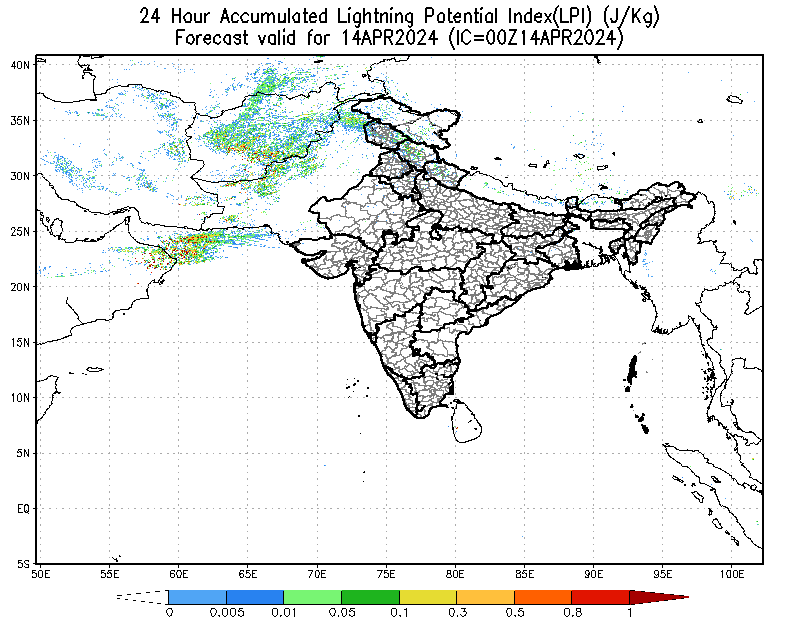 24 Hour Accumulated Lightning Potential Index(LPI) (J/Kg)
Forecast valid for 14APR2024 (IC=00Z14APR2024)
40N
35N
30N
25N
20N
15N
10N
5N
EQ
5S
50E 55E 60E 65E 70E 75E 80E 85E 90E 95E 100E
0 0.005 0.01 0.05 0.1 0.3 0.5 0.8 1